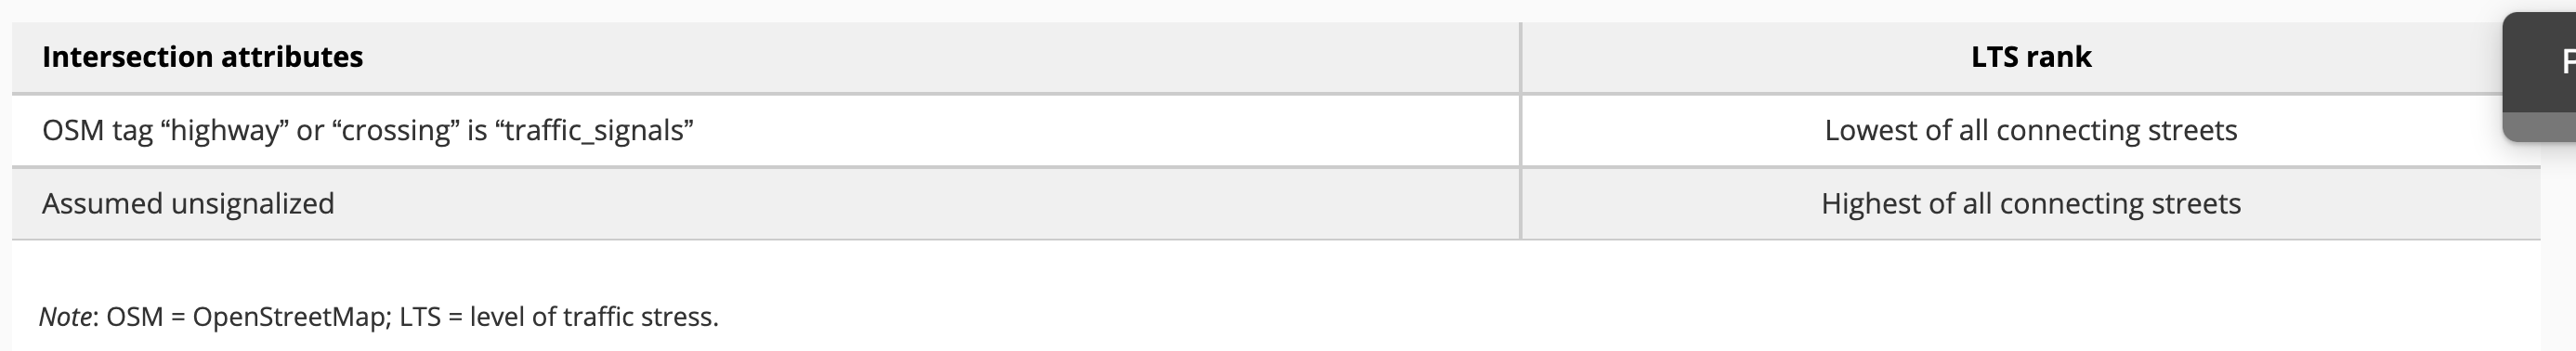 Intersection attributes LTS rank
OSM tag “highway” or “crossing” is “traffic_signals” Lowest of all connecting streets
Assumed unsignalized Highest of all connecting streets
Note: OSM = OpenStreetMap; LTS = level of traffic stress.